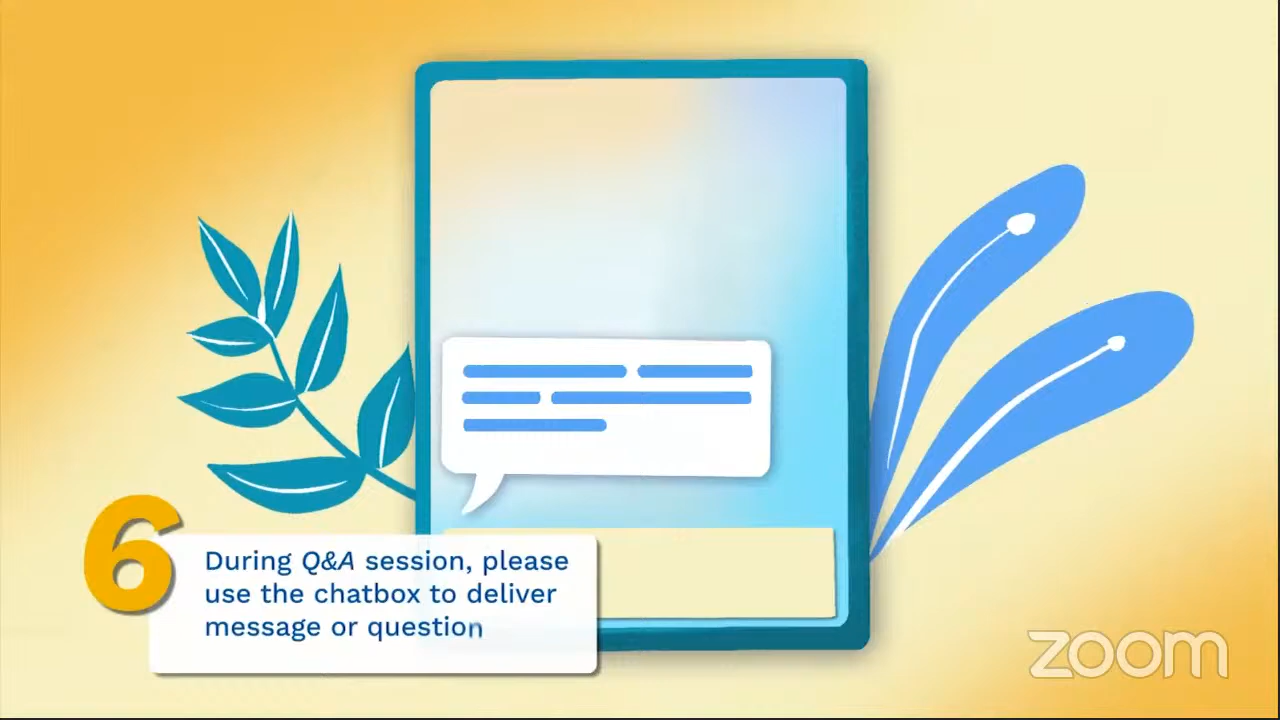 6
During Q&A session, please
use the chatbox to deliver
message or question
zoom